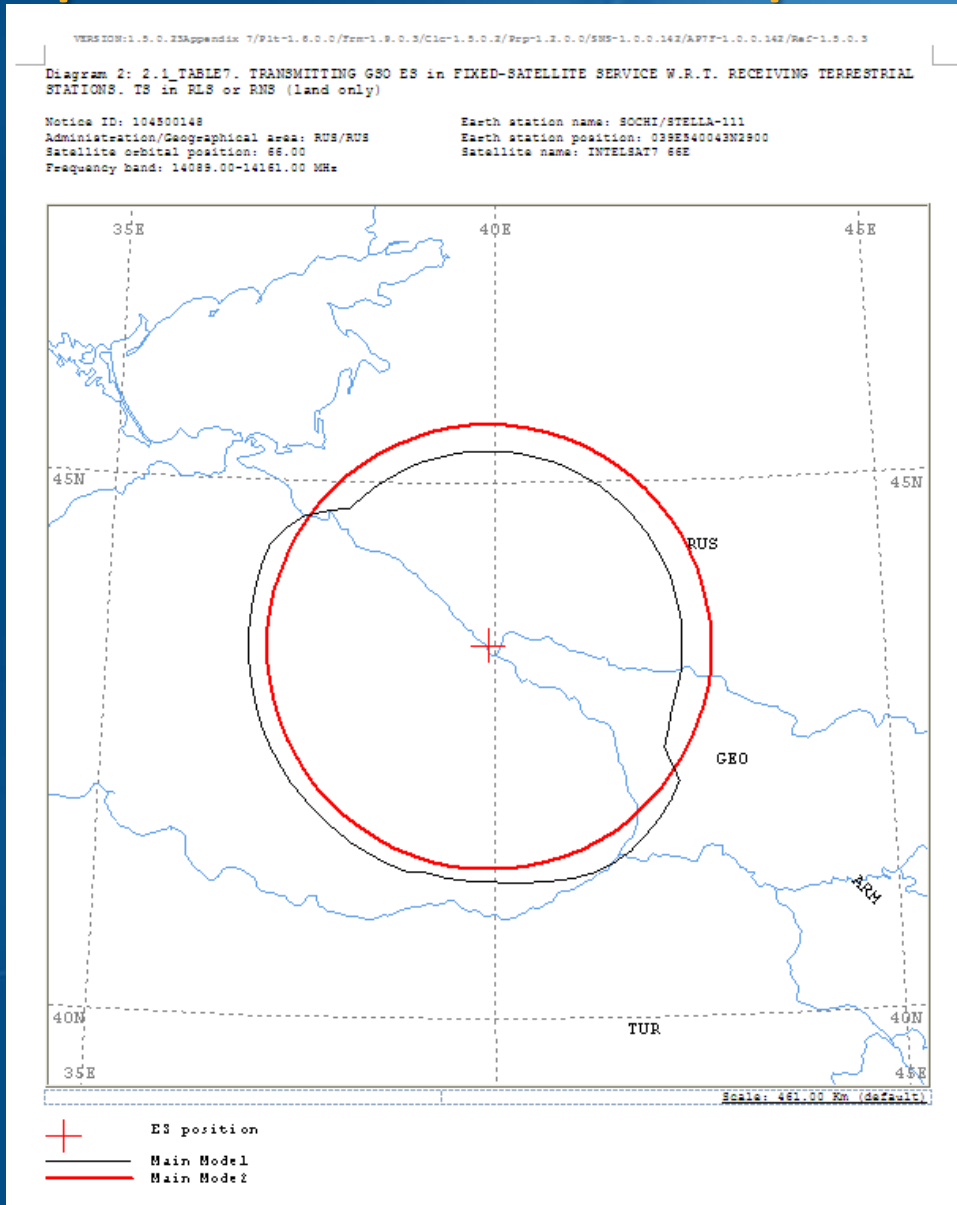 VERSION:1.5.0.23Appendix 7/Plt-1.6.0.0/Frm-1.9.0.3/Clc-1.5.0.2/Prp-1.2.0.0/SNS-1.0.0.142/AP7F-1.0.0.142/Ref-1.5.0.3
Diagram 2: 2.1_TABLE7. TRANSMITTING GSO ES in FIXED-SATELLITE SERVICE W.R.T. RECEIVING TERRESTRIAL
STATIONS. TS in RLS or RNS (land only)
Notice ID: 104500148
Earth station name: SOCHI/STELLA-111
Administration/Geographical area: RUS/RUS
Earth station position: 039E540043N2900
Satellite orbital position: 66.00
Satellite name: INTELSAT7 66E
Frequency band: 14089.00-14161.00 MHz
35E 40E 45E
45N 45N
RUS
GEO
ARM
40N 40N
TUR
35E 45E
Scale: 461.00 Km (default)
ES position
Main Mode1
Main Mode2